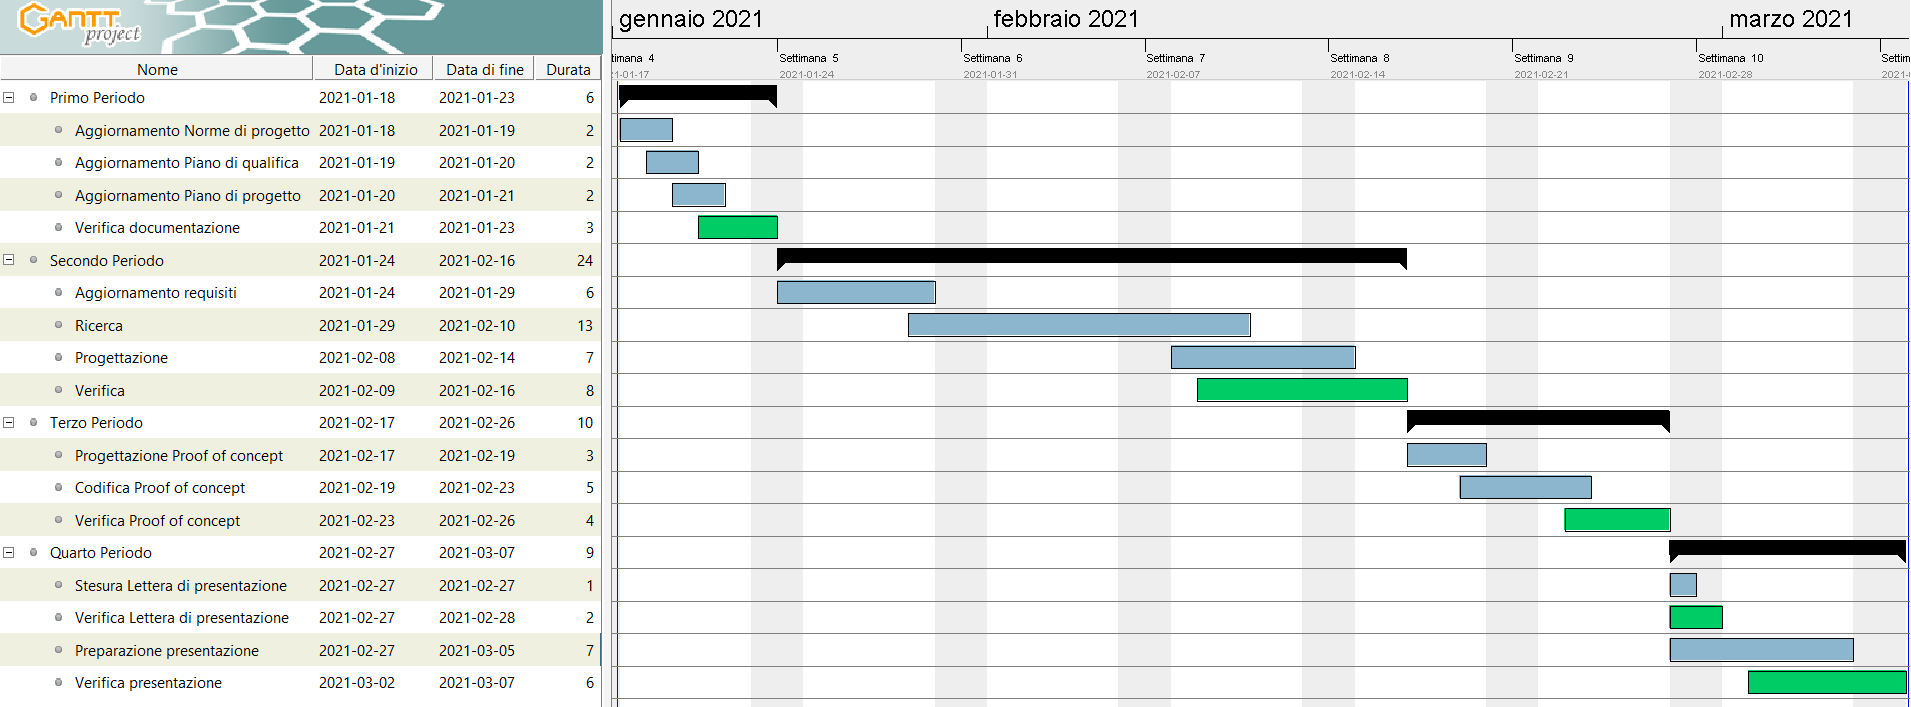 GANTT
project
gennaio 2021 febbraio 2021 marzo 2021
timana 4 Settimana 5 Settimana 6 Settimana 7 Settimana 8 Settimana 9 Settimana 10 Settim
1-01-17 2021-01-24 2021-01-31 2021-02-07 2021-02-14 2021-02-21 2021-02-28 2021-
Nome Data d'inizio Data di fine Durata
Primo Periodo 2021-01-18 2021-01-23 6
Aggiornamento Norme di progetto 2021-01-18 2021-01-19 2
Aggiornamento Piano di qualifica 2021-01-19 2021-01-20 2
Aggiornamento Piano di progetto 2021-01-20 2021-01-21 2
Verifica documentazione 2021-01-21 2021-01-23 3
Secondo Periodo 2021-01-24 2021-02-16 24
Aggiornamento requisiti 2021-01-24 2021-01-29 6
Ricerca 2021-01-29 2021-02-10 13
Progettazione 2021-02-08 2021-02-14 7
Verifica 2021-02-09 2021-02-16 8
Terzo Periodo 2021-02-17 2021-02-26 10
Progettazione Proof of concept 2021-02-17 2021-02-19 3
Codifica Proof of concept 2021-02-19 2021-02-23 5
Verifica Proof of concept 2021-02-23 2021-02-26 4
Quarto Periodo 2021-02-27 2021-03-07 9
Stesura Lettera di presentazione 2021-02-27 2021-02-27 1
Verifica Lettera di presentazione 2021-02-27 2021-02-28 2
Preparazione presentazione 2021-02-27 2021-03-05 7
Verifica presentazione 2021-03-02 2021-03-07 6